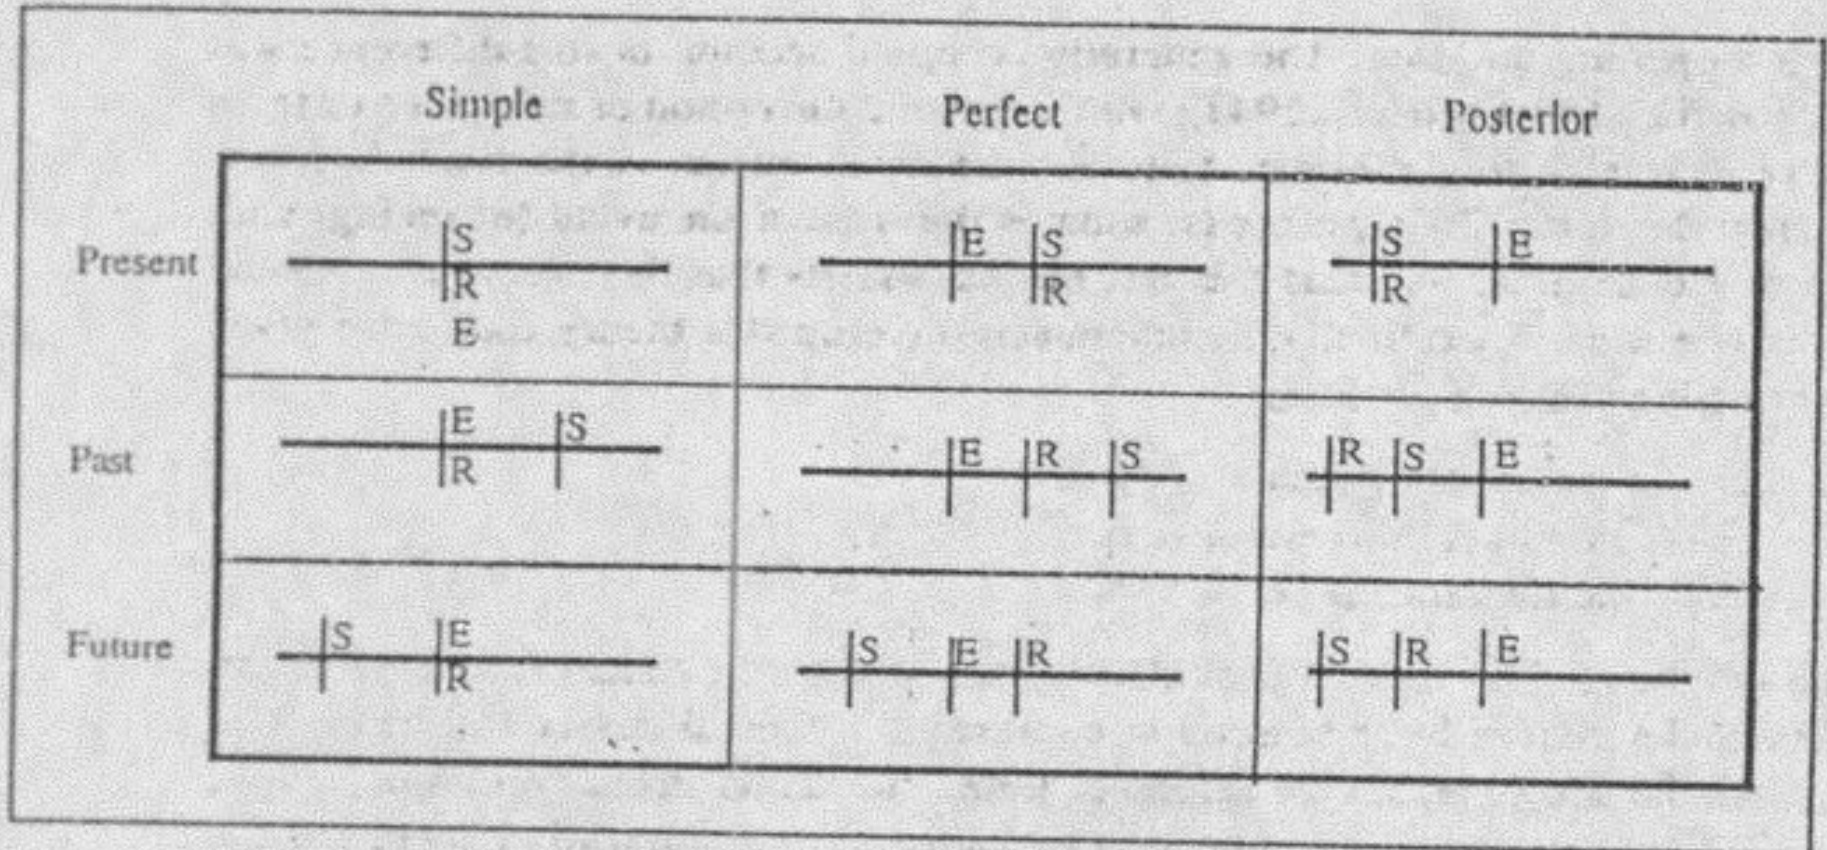 Simple Perfect Posterior
Present
S E S S E
R R R
E
Past
E S E R S R S E
R
Future
S E S E R S R E
R